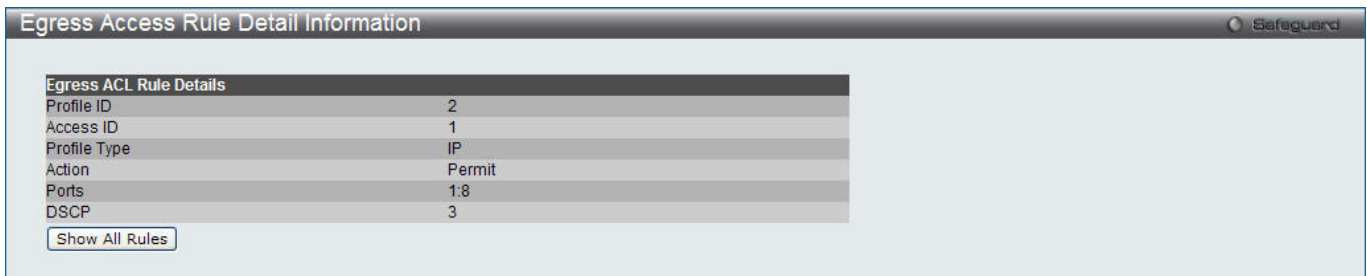 Egress Access Rule Detail Information
Safeguard
Egress ACL Rule Details
Profile ID 2
Access ID 1
Profile Type IP
Action Permit
Ports 1:8
DSCP 3
Show All Rules